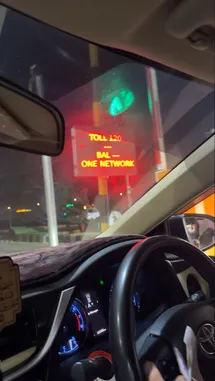 TOLL 120
---
BAL ---
ONE NETWORK